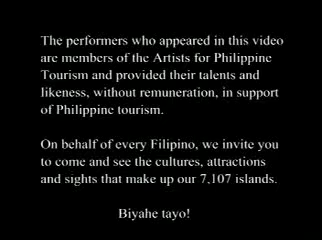 The performers who appeared in this video
are members of the Artists for Philippine
Tourism and provided their talents and
likeness, without remuneration, in support
of Philippine tourism.
On behalf of every Filipino, we invite you
to come and see the cultures, attractions
and sights that make up our 7,107 islands.
Biyahe tayo!